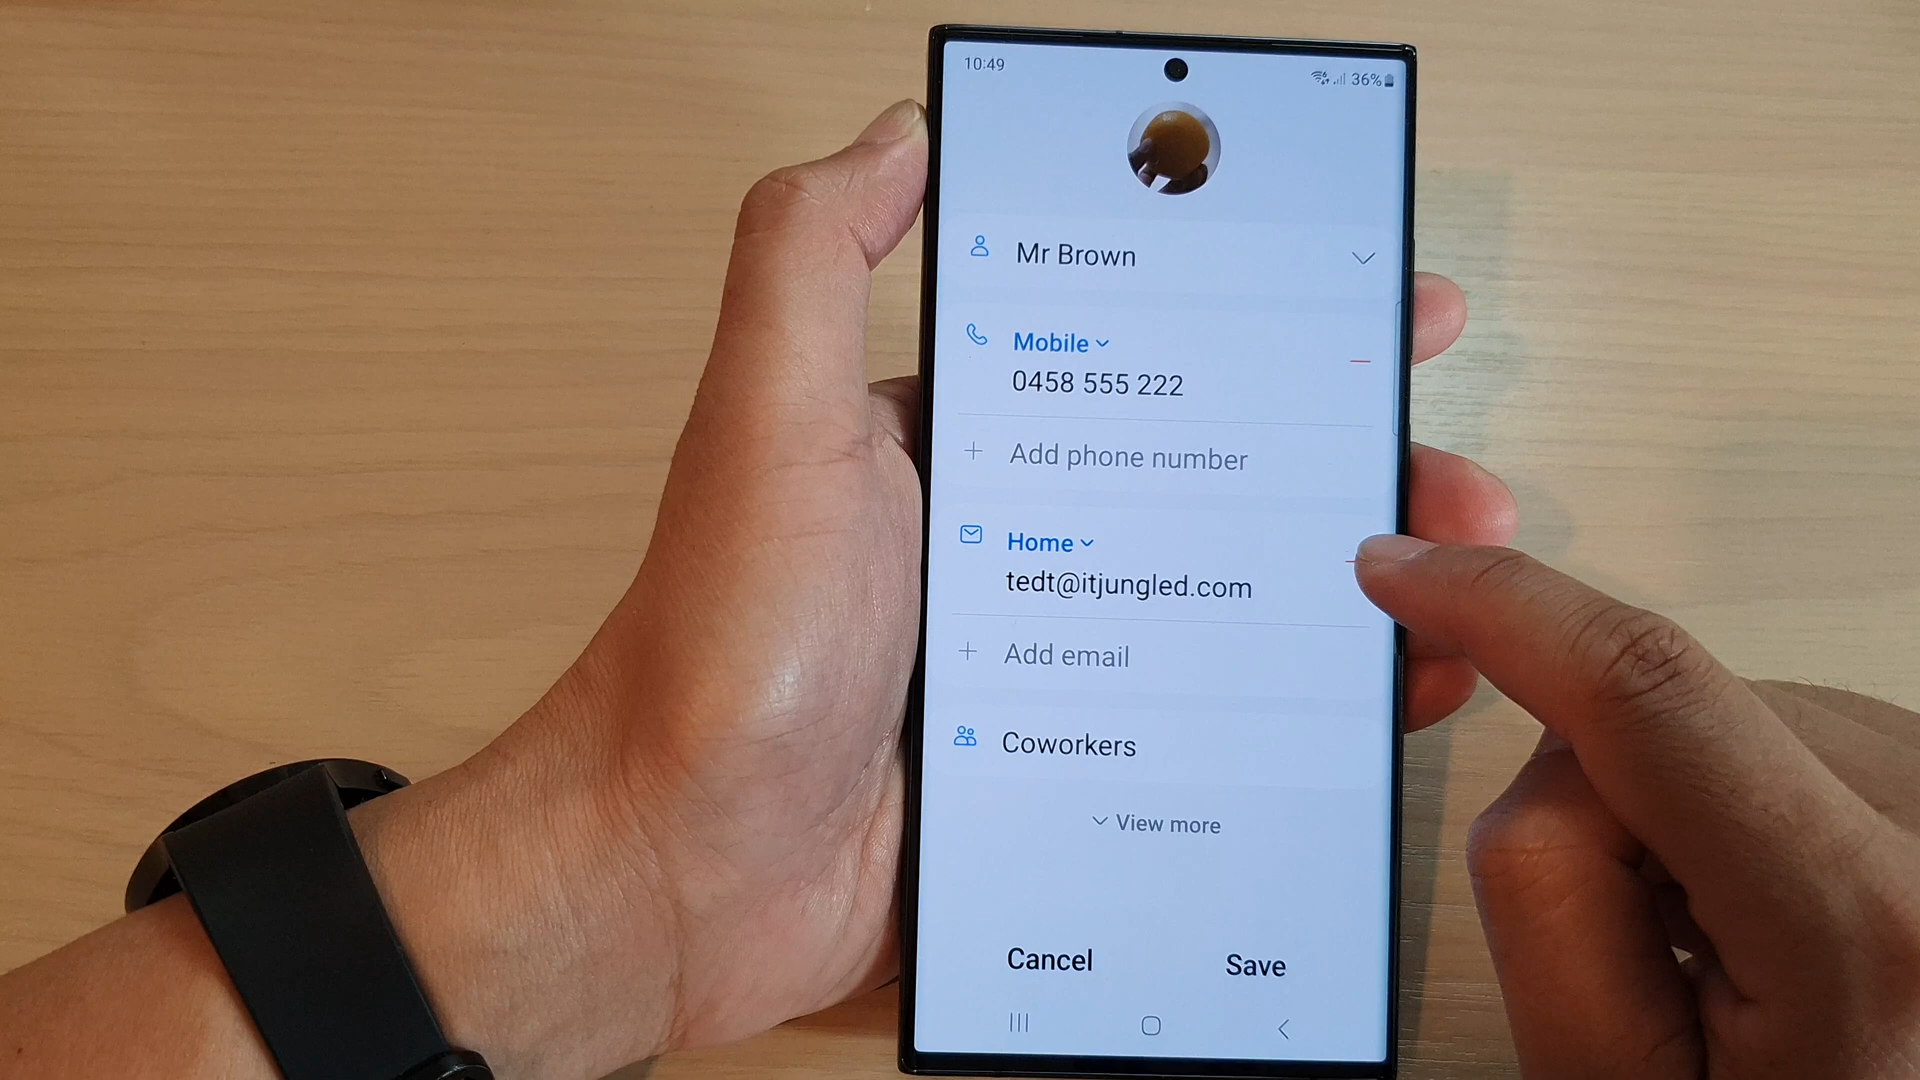 10:49
36%
Mr Brown
Mobile
0458 555 222
Add phone number
Home
tedt@itjungled.com
Add email
Coworkers
View more
Cancel
Save